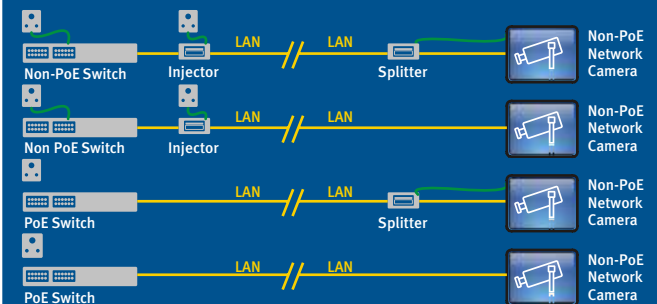 LAN LAN
Non-PoE Switch Injector Splitter
Non-PoE
Network
Camera
LAN LAN
Non PoE Switch Injector
Non-PoE
Network
Camera
LAN LAN
PoE Switch Splitter
Non-PoE
Network
Camera
LAN LAN
PoE Switch
Non-PoE
Network
Camera